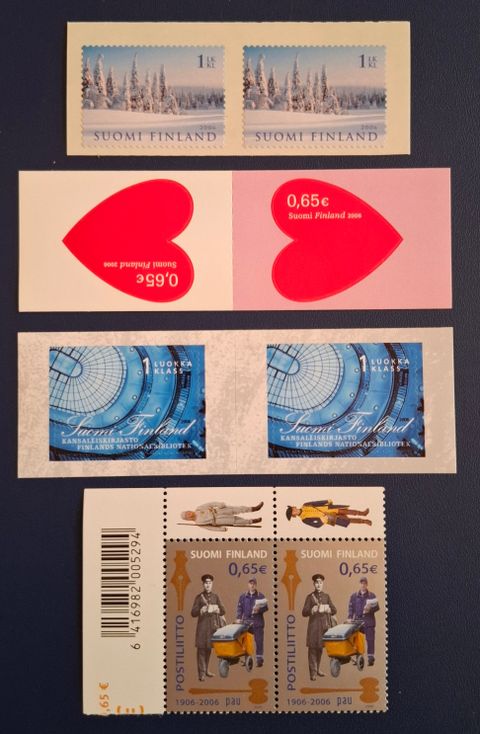 1 LK
KL
2006
SUOMI FINLAND
1 LK
KL
2006
SUOMI FINLAND
0,65€
Suomi Finland 2006
0,65€
Suomi Finland 2006
1 LUOKKA
KLASS
Suomi Finland
KANSALLISKIRJASTO
FINLANDS NATIONALBIBLIOTEK
1 LUOKKA
KLASS
Suomi Finland
KANSALLISKIRJASTO
FINLANDS NATIONALBIBLIOTEK
6 416982 005294
,65 €
SUOMI FINLAND
0,65€
POSTILIITTO
1906-2006 pau
SUOMI FINLAND
0,65€
POSTILIITTO
1906-2006 pau